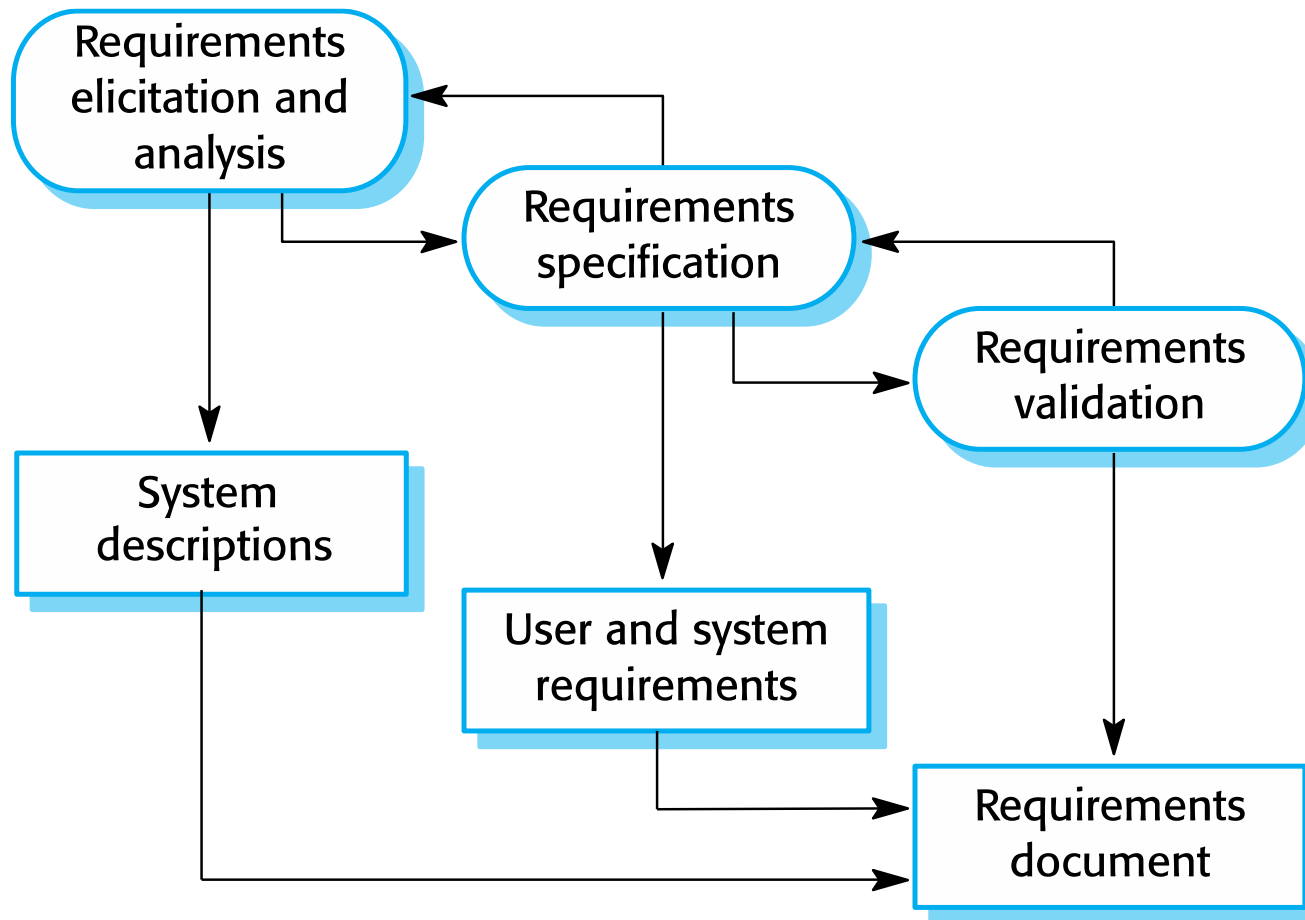 Requirements
elicitation and
analysis
Requirements
specification
Requirements
validation
System
descriptions
User and system
requirements
Requirements
document